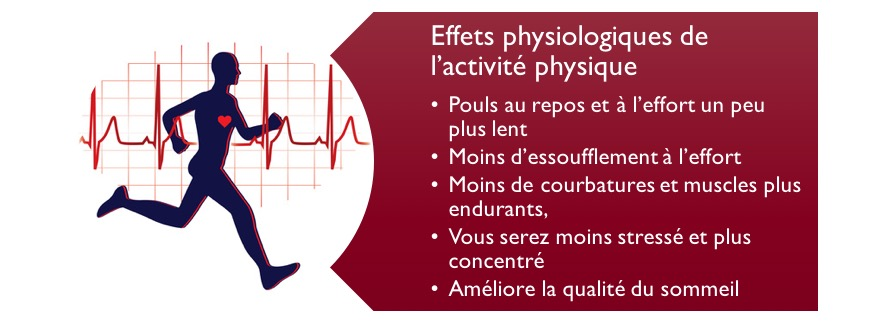 Effets physiologiques de
l’activité physique
• Pouls au repos et à l’effort un peu
plus lent
• Moins d’essoufflement à l’effort
• Moins de courbatures et muscles plus
endurants,
• Vous serez moins stressé et plus
concentré
• Améliore la qualité du sommeil